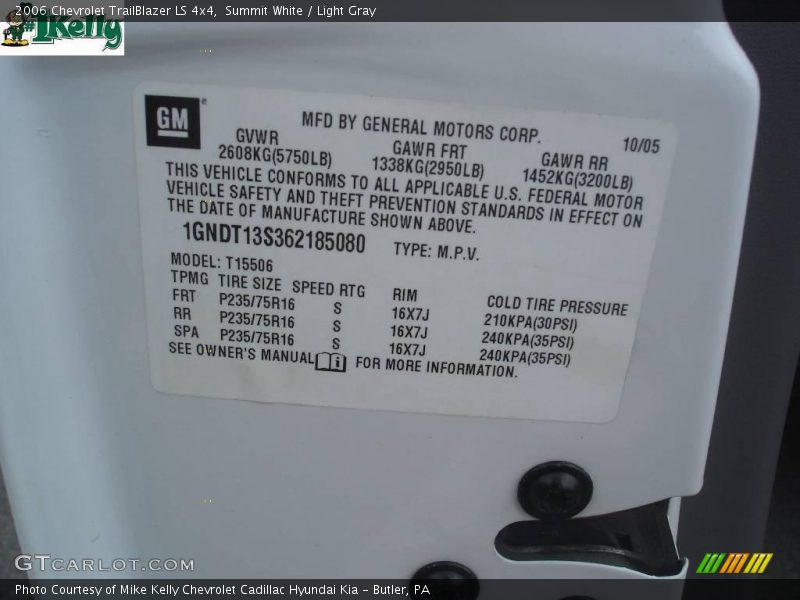 2006 Chevrolet TrailBlazer LS 4x4, Summit White / Light Gray
#1Kelly
GM
MFD BY GENERAL MOTORS CORP.
10/05
GVWR GAWR FRT GAWR RR
2608KG(5750LB) 1338KG(2950LB) 1452KG(3200LB)
THIS VEHICLE CONFORMS TO ALL APPLICABLE U.S. FEDERAL MOTOR
VEHICLE SAFETY AND THEFT PREVENTION STANDARDS IN EFFECT ON
THE DATE OF MANUFACTURE SHOWN ABOVE.
1GNDT13S362185080 TYPE: M.P.V.
MODEL: T15506
TPMG TIRE SIZE SPEED RTG RIM COLD TIRE PRESSURE
FRT P235/75R16 S 16X7J 210KPA(30PSI)
RR P235/75R16 S 16X7J 240KPA(35PSI)
SPA P235/75R16 S 16X7J 240KPA(35PSI)
SEE OWNER'S MANUAL i FOR MORE INFORMATION.
GTCARLOT.COM
Photo Courtesy of Mike Kelly Chevrolet Cadillac Hyundai Kia - Butler, PA